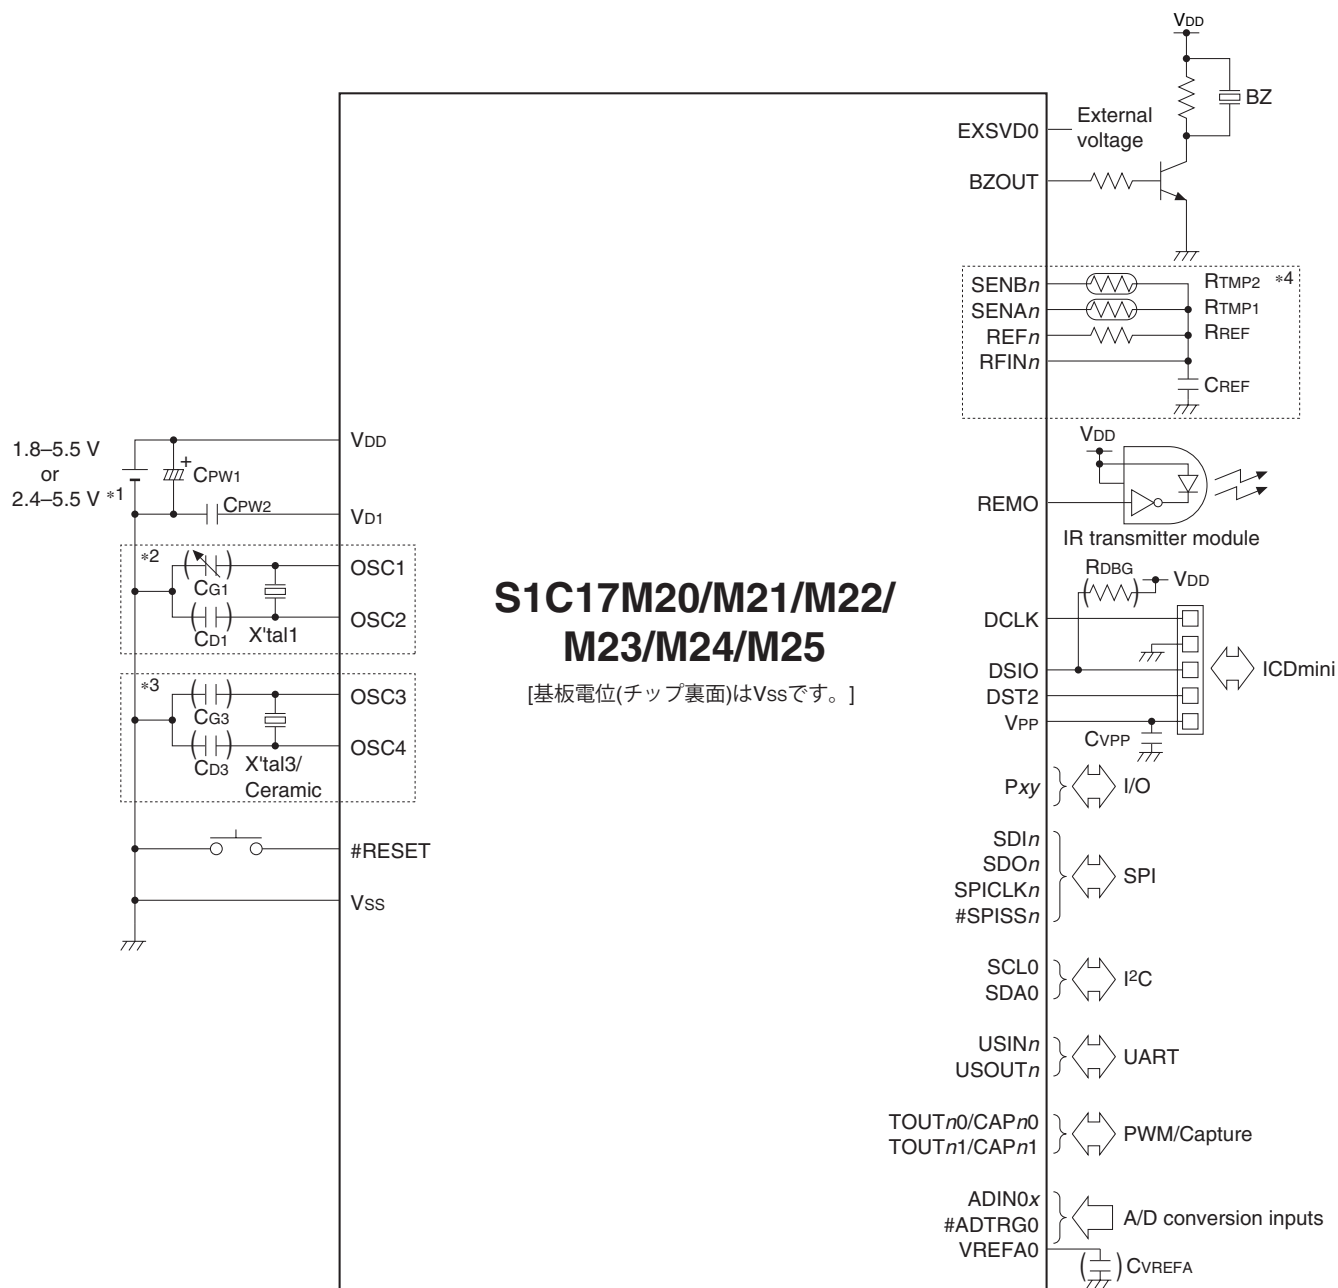 VDD
BZ
EXSVD0
External
voltage
BZOUT
SENBn
RTMP2 *4
SENAn
RTMP1
REFn
RREF
RFINn
CREF
1.8–5.5 V
or
2.4–5.5 V *1
VDD
+
CPW1
CPW2
VD1
VDD
REMO
IR transmitter module
*2
CG1
OSC1
CD1
X'tal1
OSC2
S1C17M20/M21/M22/
M23/M24/M25
[基板電位(チップ裏面)はVssです。]
RDBG
VDD
DCLK
DSIO
DST2
VPP
CVPP
ICDmini
*3
CG3
OSC3
CD3
OSC4
X'tal3/
Ceramic
#RESET
VSS
Pxy
I/O
SDIn
SDOn
SPICLKn
#SPISSn
SPI
SCL0
SDA0
I²C
USINn
USOUTn
UART
TOUTn0/CAPn0
TOUTn1/CAPn1
PWM/Capture
ADIN0x
#ADTRG0
VREFA0
A/D conversion inputs
CVREFA